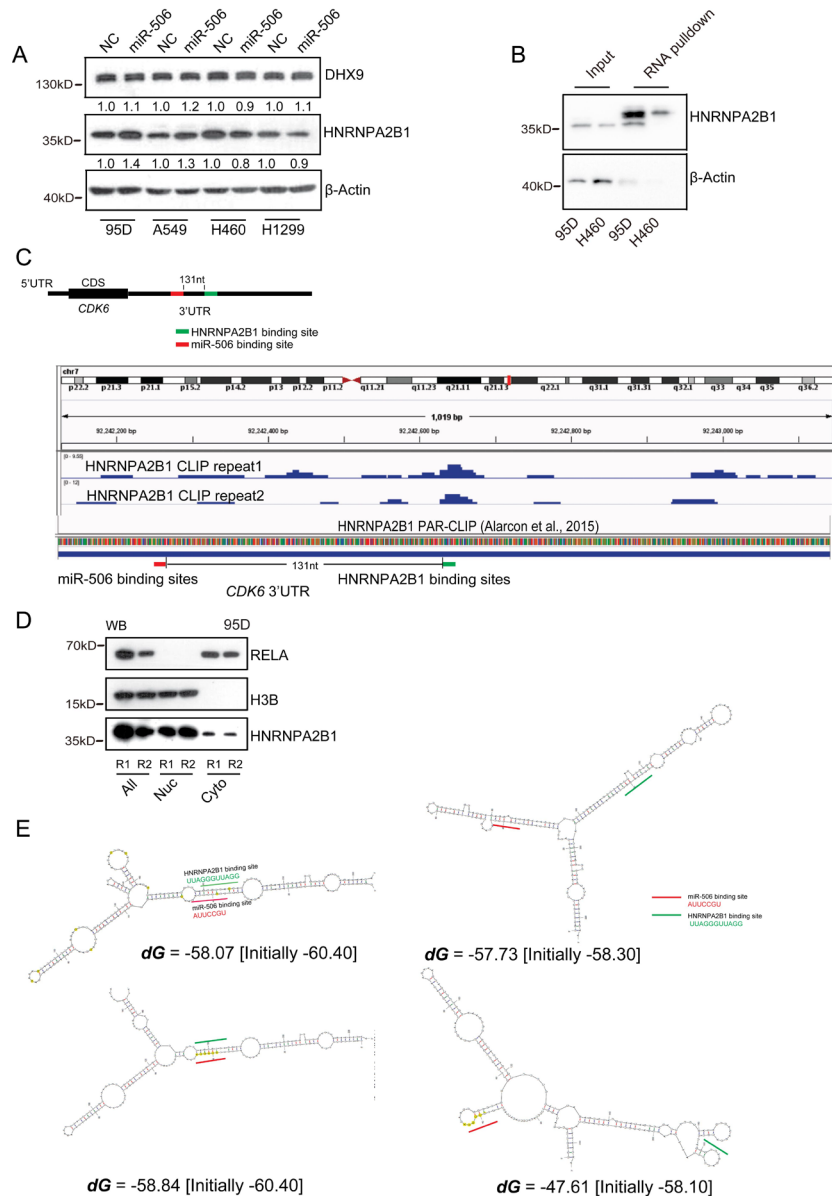 A
NC miR-506 NC miR-506 NC miR-506 NC miR-506
130kD
DHX9
1.0 1.1 1.0 1.2 1.0 0.9 1.0 1.1
35kD
HNRNPA2B1
1.0 1.4 1.0 1.3 1.0 0.8 1.0 0.9
40kD
β-Actin
95D A549 H460 H1299
B
Input RNA pulldown
35kD
HNRNPA2B1
40kD
β-Actin
95D H460 95D H460
C
131nt
5'UTR CDS
CDK6 3'UTR
HNRNPA2B1 binding site
miR-506 binding site
chr7
p22.2 p21.3 p21.1 p15.2 p14.2 p13 p12.2 p11.2 q11.21 q11.23 q21.11 q21.13 q22.1 q31.1 q31.31 q32.1 q33 q34 q35 q36.2
1,019 bp
92,242,200 bp 92,242,400 bp 92,242,600 bp 92,242,800 bp 92,243,000 bp
[0 - 9.55]
HNRNPA2B1 CLIP repeat1
[0 - 12]
HNRNPA2B1 CLIP repeat2
HNRNPA2B1 PAR-CLIP (Alarcon et al., 2015)
131nt
miR-506 binding sites CDK6 3'UTR HNRNPA2B1 binding sites
D
WB 95D
70kD
RELA
15kD
H3B
35kD
HNRNPA2B1
R1 R2 R1 R2 R1 R2
All Nuc Cyto
E
HNRNPA2B1 binding site
UUAGGGUUAGG
miR-506 binding site
AUUCCGU
dG = -58.07 [Initially -60.40]
miR-506 binding site
AUUCCGU
HNRNPA2B1 binding site
UUAGGGUUAGG
dG = -57.73 [Initially -58.30]
dG = -58.84 [Initially -60.40]
dG = -47.61 [Initially -58.10]